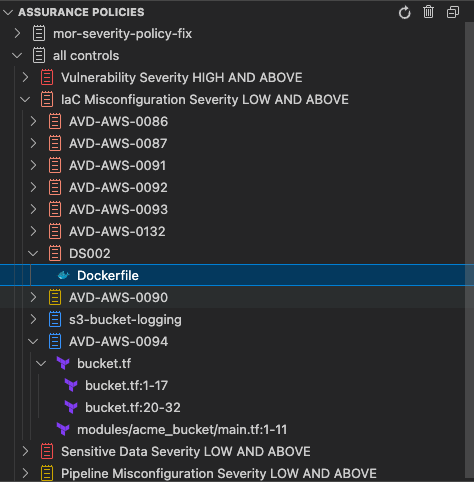 ASSURANCE POLICIES
mor-severity-policy-fix
all controls
Vulnerability Severity HIGH AND ABOVE
IaC Misconfiguration Severity LOW AND ABOVE
AVD-AWS-0086
AVD-AWS-0087
AVD-AWS-0091
AVD-AWS-0092
AVD-AWS-0093
AVD-AWS-0132
DS002
Dockerfile
AVD-AWS-0090
s3-bucket-logging
AVD-AWS-0094
bucket.tf
bucket.tf:1-17
bucket.tf:20-32
modules/acme_bucket/main.tf:1-11
Sensitive Data Severity LOW AND ABOVE
Pipeline Misconfiguration Severity LOW AND ABOVE